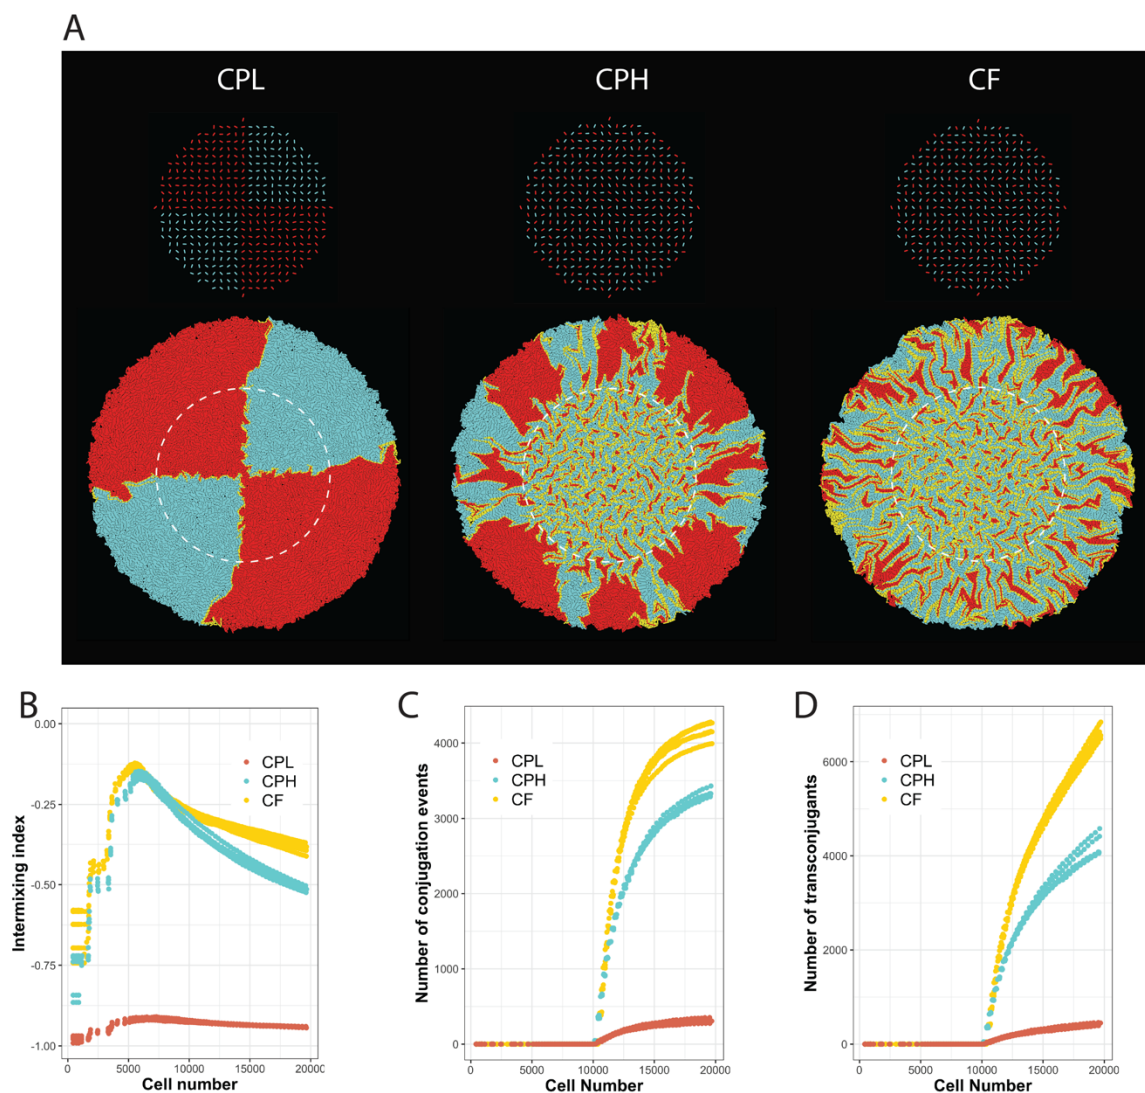 A
CPL CPH CF
B
0.00
-0.25
-0.50
-0.75
-1.00
Intermixing index
CPL
CPH
CF
0 5000 10000 15000 20000
Cell number
C
4000
3000
2000
1000
0
Number of conjugation events
CPL
CPH
CF
0 5000 10000 15000 20000
Cell Number
D
6000
4000
2000
0
Number of transconjugants
CPL
CPH
CF
0 5000 10000 15000 20000
Cell Number